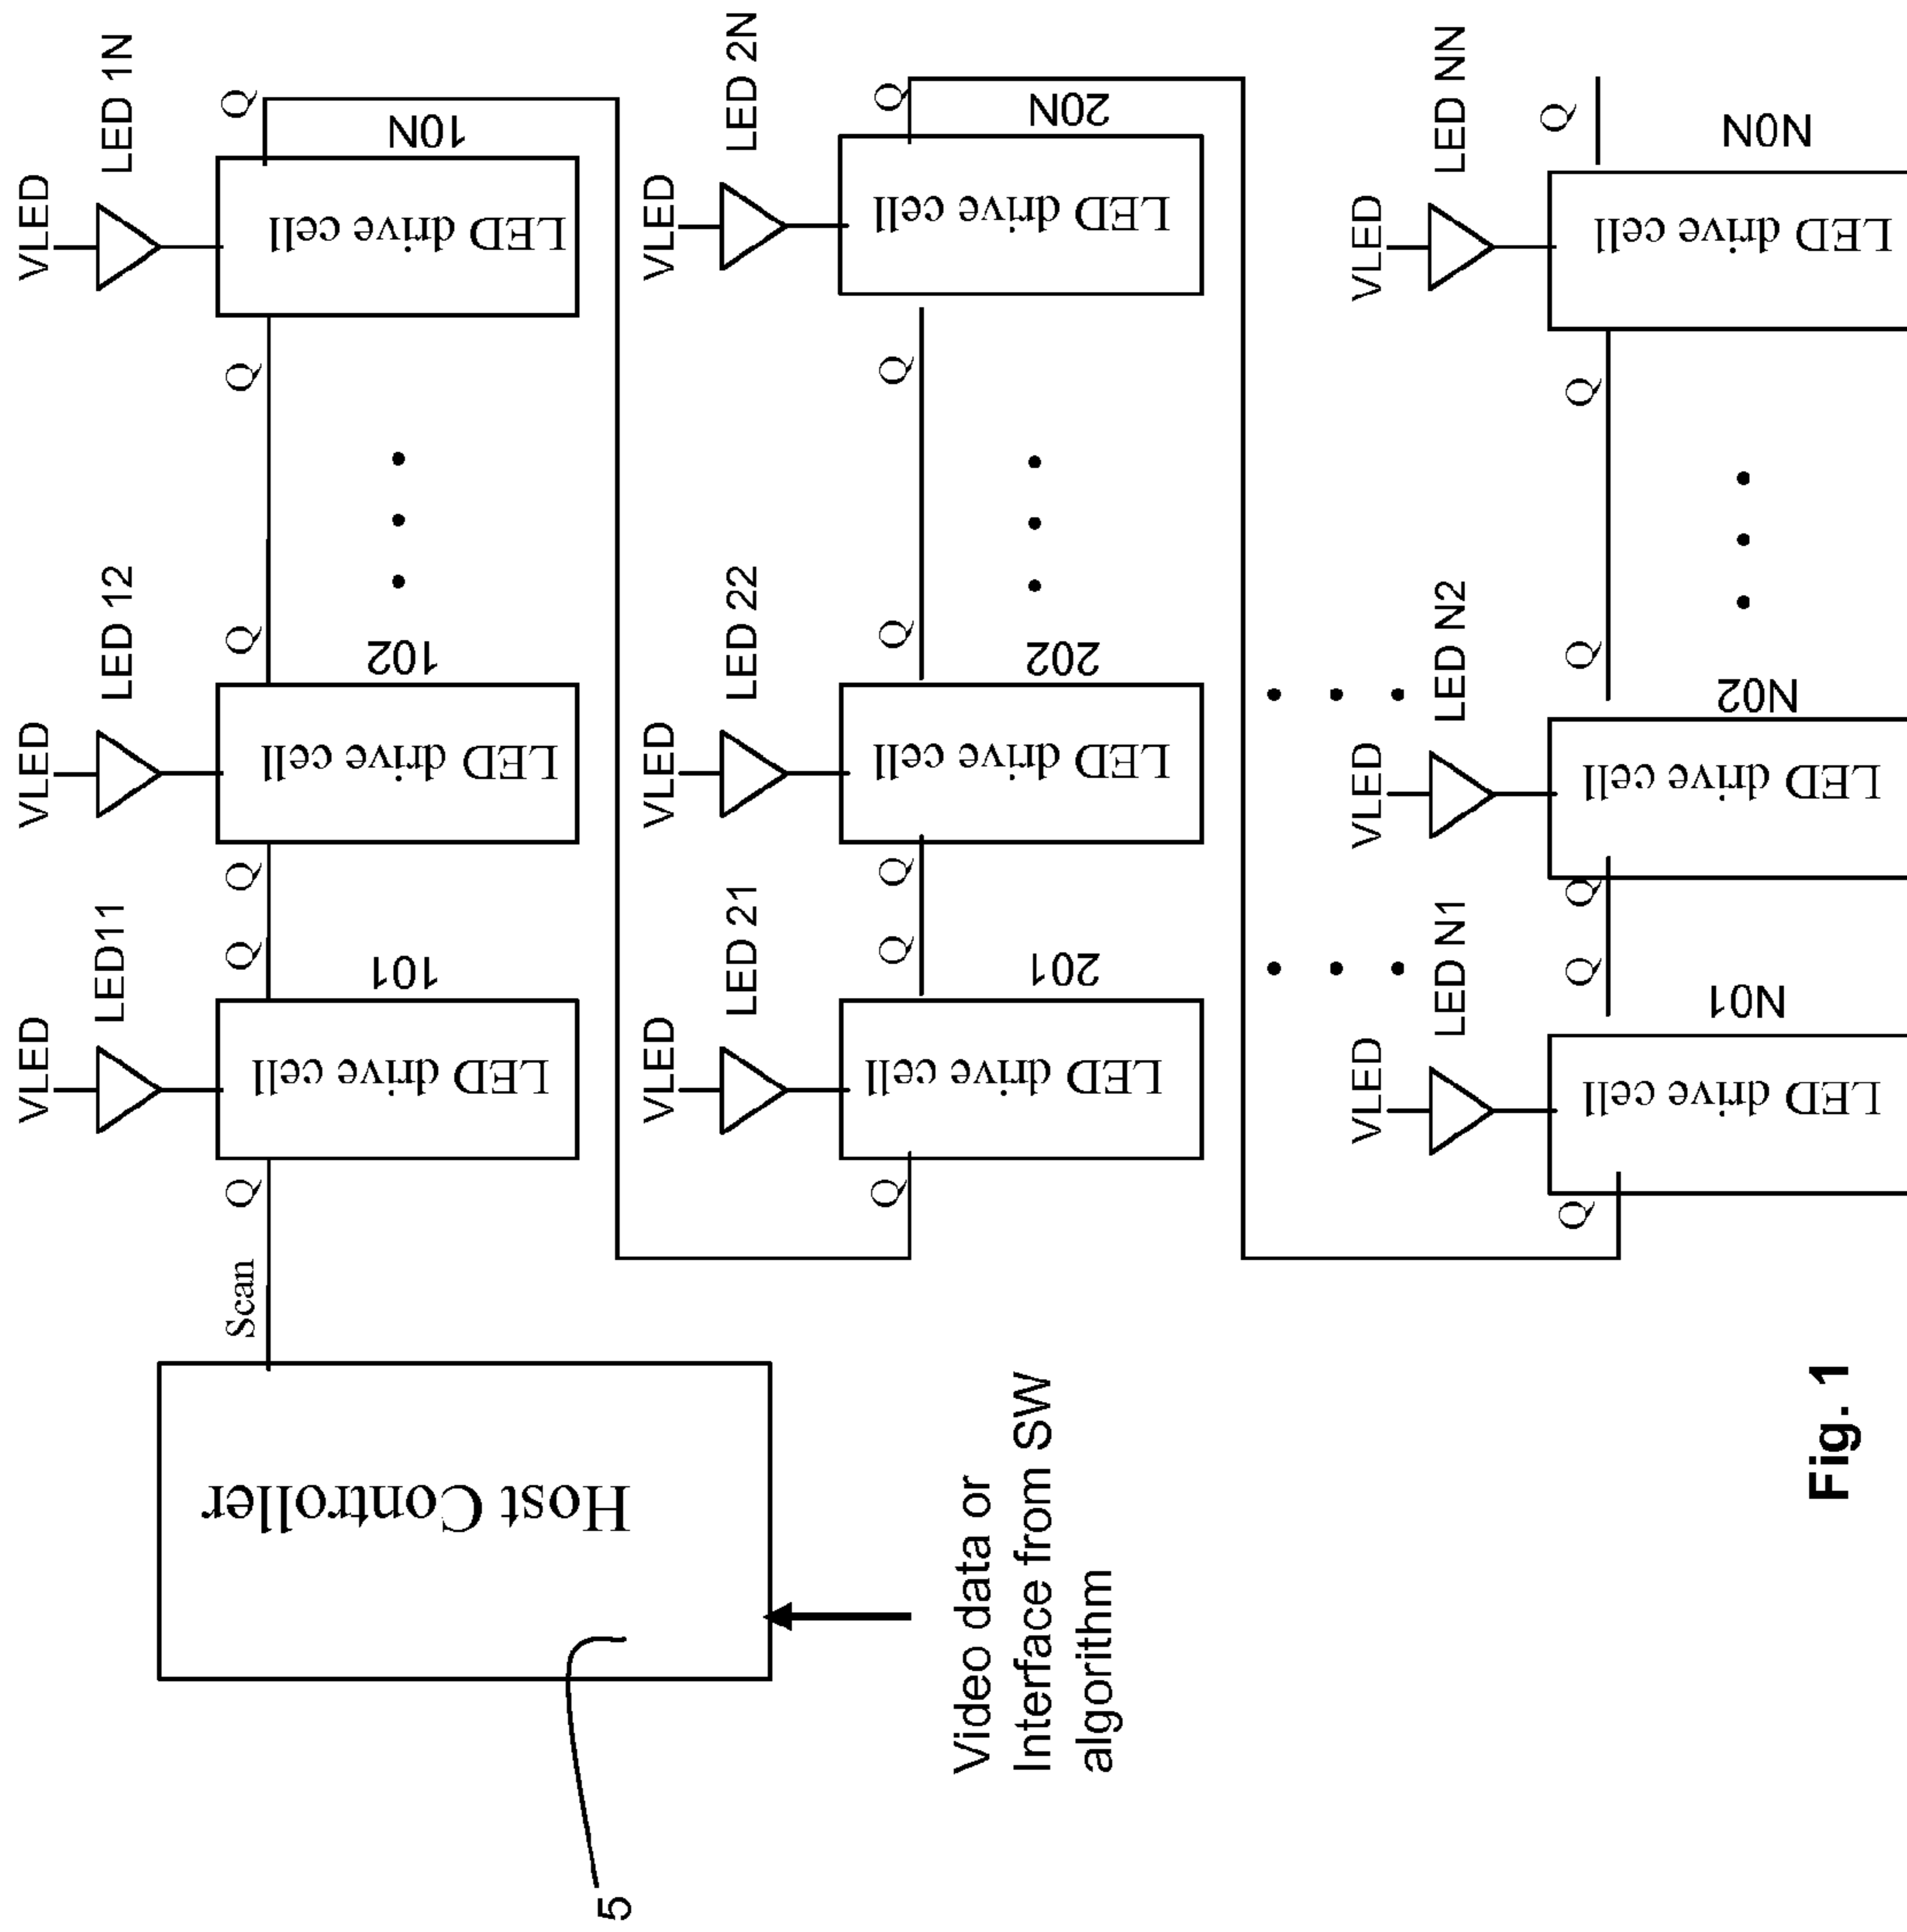 VLED
VLED
VLED
LED11
LED 12
LED 1N
Scan
Q
Q
Q
Q
Q
Q
LED drive cell
101
LED drive cell
102
LED drive cell
10N
Host Controller
5
VLED
VLED
VLED
LED 21
LED 22
LED 2N
Q
Q
Q
Q
Q
Q
LED drive cell
201
LED drive cell
202
LED drive cell
20N
Video data or
Interface from SW
algorithm
VLED
VLED
VLED
LED N1
LED N2
LED NN
Q
Q
Q
Q
Q
Q
LED drive cell
N01
LED drive cell
N02
LED drive cell
N0N
Fig. 1